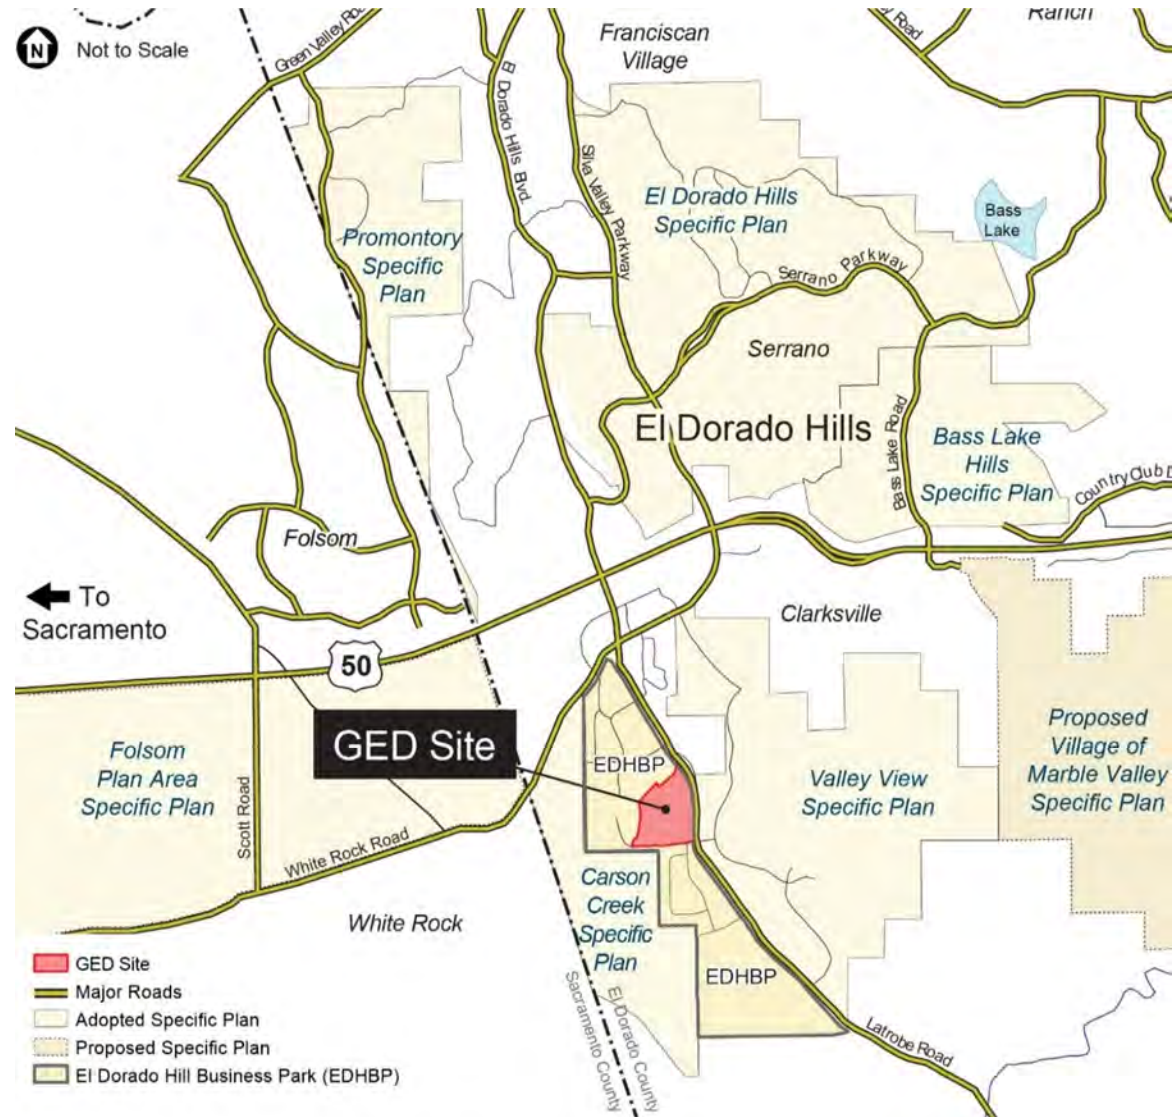 Ranch
Franciscan
Village
N
Not to Scale
Green Valley Roa
y Road
El Dorado Hills Blvd.
Silva Valley Parkway
El Dorado Hills
Specific Plan
Bass
Lake
Promontory
Specific
Plan
Serrano Parkway
Serrano
El Dorado Hills
Bass Lake Road
Bass Lake
Hills
Specific Plan
Country Club D
Folsom
To
Sacramento
Clarksville
50
GED Site
Folsom
Plan Area
Specific Plan
Scott Road
White Rock Road
EDHBP
Valley View
Specific Plan
Proposed
Village of
Marble Valley
Specific Plan
White Rock
Carson
Creek
Specific
Plan
EDHBP
Sacramento County
El Dorado County
Latrobe Road
GED Site
Major Roads
Adopted Specific Plan
Proposed Specific Plan
El Dorado Hill Business Park (EDHBP)